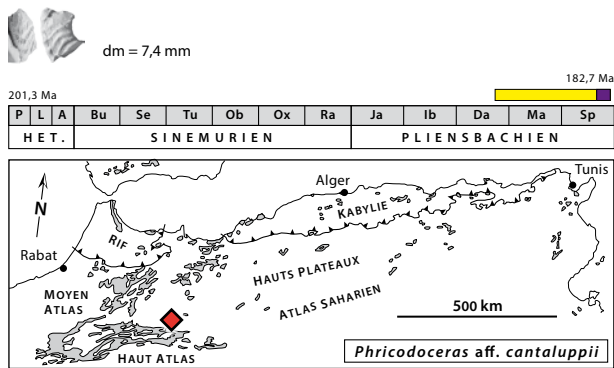 dm = 7,4 mm
182,7 Ma
201,3 Ma
P L A Bu Se Tu Ob Ox Ra Ja Ib Da Ma Sp
HET. SINEMURIEN PLIENSBACHIEN
Tunis
Alger
N
KABYLIE
RIF
Rabat
HAUTS PLATEAUX
MOYEN
ATLAS
ATLAS SAHARIEN
500 km
HAUT ATLAS
Phricodoceras aff. cantaluppii